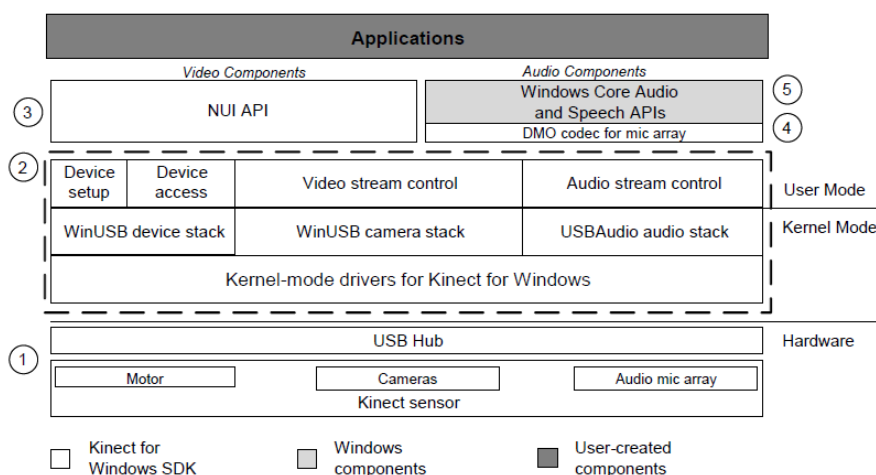 Applications
Video Components
Audio Components
3
NUI API
Windows Core Audio
and Speech APIs
5
DMO codec for mic array
4
2
Device
setup
Device
access
Video stream control
Audio stream control
User Mode
WinUSB device stack
WinUSB camera stack
USBAudio audio stack
Kernel Mode
Kernel-mode drivers for Kinect for Windows
USB Hub
Hardware
1
Motor
Cameras
Audio mic array
Kinect sensor
Kinect for
Windows SDK
Windows
components
User-created
components